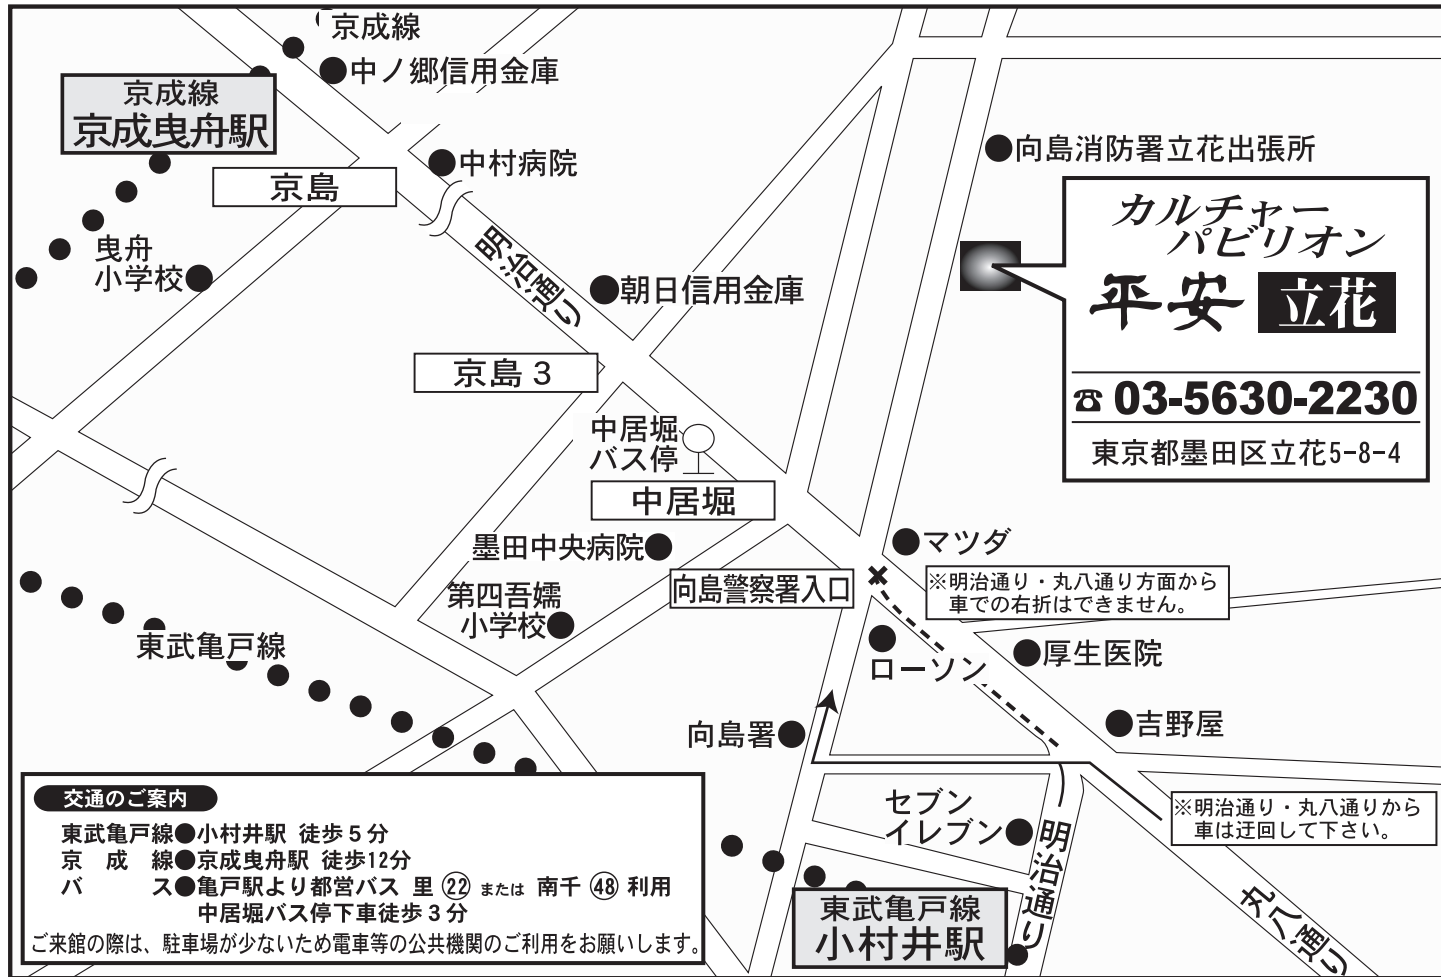 京成線
中ノ郷信用金庫
京成線
京成曳舟駅
中村病院
京島
曳舟
小学校
明治通り
朝日信用金庫
京島3
向島消防署立花出張所
カルチャー
パビリオン
平安 立花
☎ 03-5630-2230
東京都墨田区立花5-8-4
中居堀
バス停
中居堀
墨田中央病院
マツダ
向島警察署入口
※明治通り・丸八通り方面から
車での右折はできません。
第四吾嬬
小学校
東武亀戸線
ローソン
厚生医院
向島署
吉野屋
セブン
イレブン
明治通り
※明治通り・丸八通りから
車は迂回して下さい。
丸八通り
東武亀戸線
小村井駅
交通のご案内
東武亀戸線●小村井駅 徒歩5分
京成線●京成曳舟駅 徒歩12分
バス●亀戸駅より都営バス 里㉒または 南千㊽利用
中居堀バス停下車徒歩3分
ご来館の際は、駐車場が少ないため電車等の公共機関のご利用をお願いします。